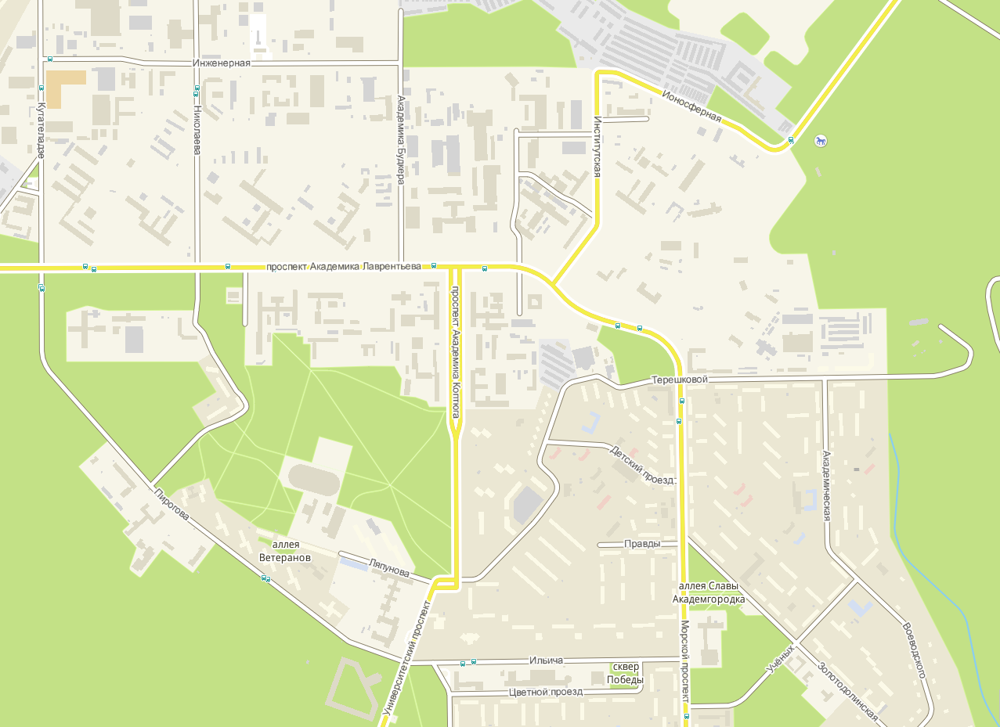 Инженерная
Ионосферная
Кутателадзе
Николаева
Академика Будкера
Институтская
проспект Академика Лаврентьева
проспект Академика Коптюга
Терешковой
Детский проезд
Академическая
Пирогова
аллея
Ветеранов
Ляпунова
Правды
аллея Славы
Академгородка
Университетский проспект
Морской проспект
Воеводского
Ильича
сквер
Победы
Учёных
Золотодолинская
Цветной проезд